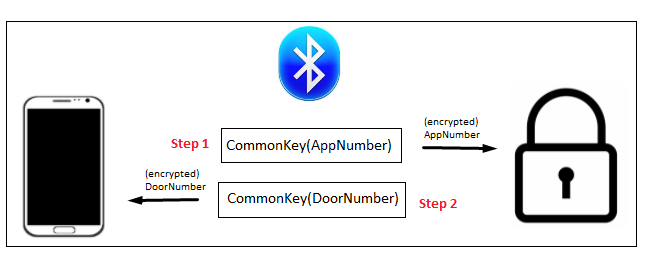 (encrypted)
AppNumber
Step 1
CommonKey(AppNumber)
(encrypted)
DoorNumber
CommonKey(DoorNumber)
Step 2